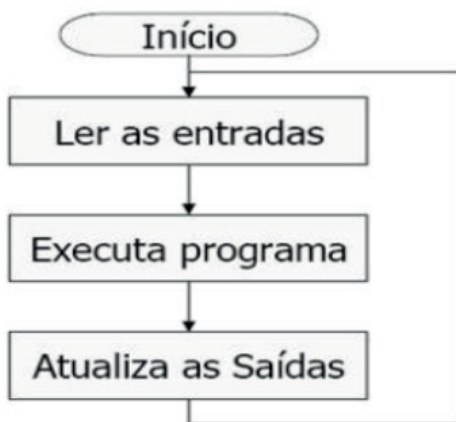 Início
Ler as entradas
Executa programa
Atualiza as Saídas